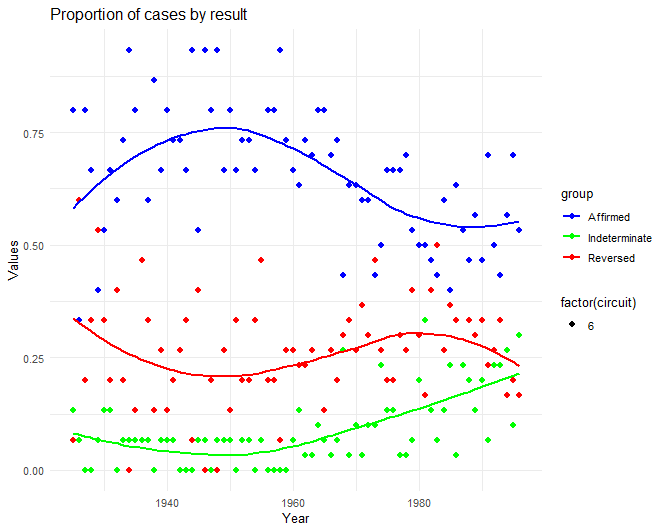 Proportion of cases by result
Values
0.75
0.50
0.25
0.00
1940
1960
1980
Year
group
Affirmed
Indeterminate
Reversed
factor(circuit)
6